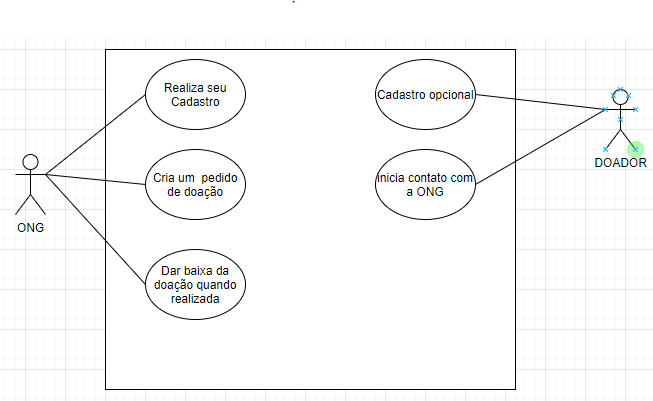 Realiza seu
Cadastro
Cadastro opcional
DOADOR
Cria um pedido
de doação
Inicia contato com
a ONG
ONG
Dar baixa da
doação quando
realizada